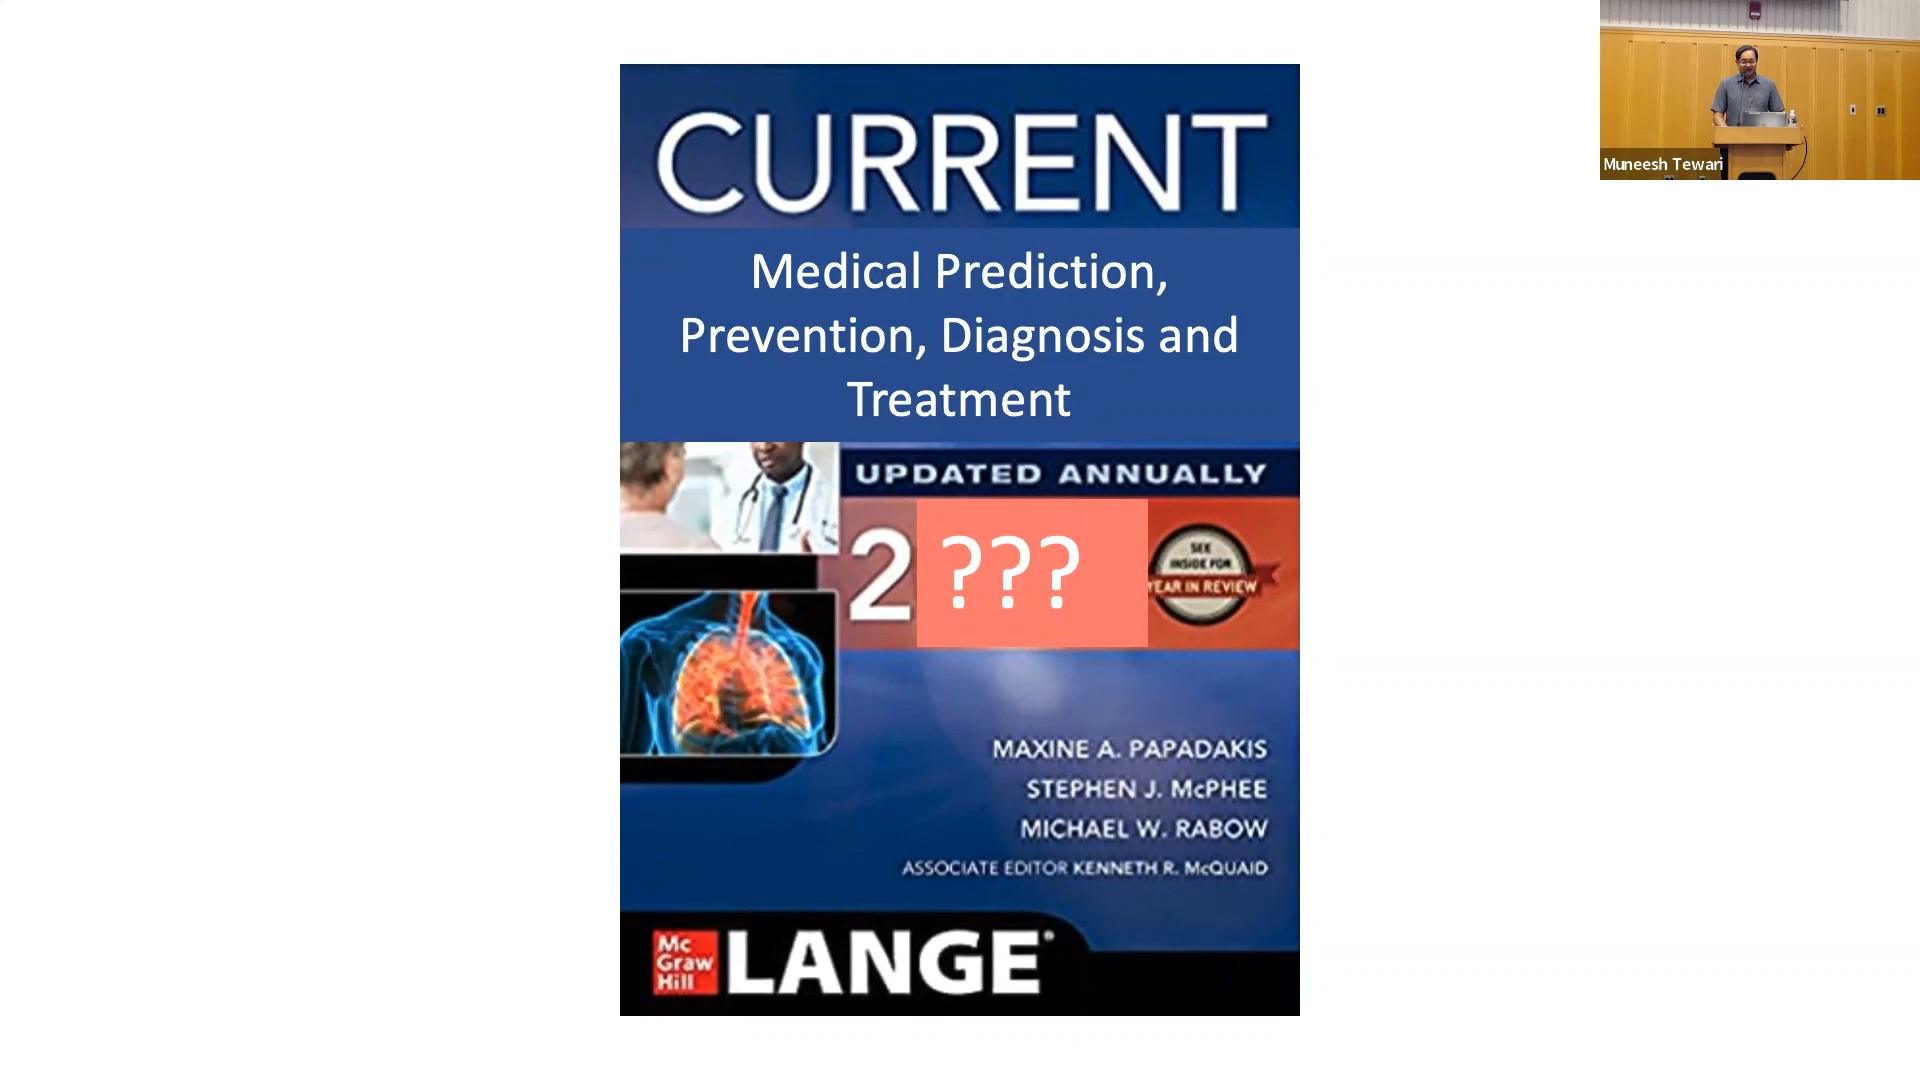 CURRENT
Medical Prediction,
Prevention, Diagnosis and
Treatment
UPDATED ANNUALLY
2 ???
SEE
INSIDE FOR
YEAR IN REVIEW
MAXINE A. PAPADAKIS
STEPHEN J. McPHEE
MICHAEL W. RABOW
ASSOCIATE EDITOR KENNETH R. McQUAID
Mc
Graw
Hill
LANGE®
Muneesh Tewari